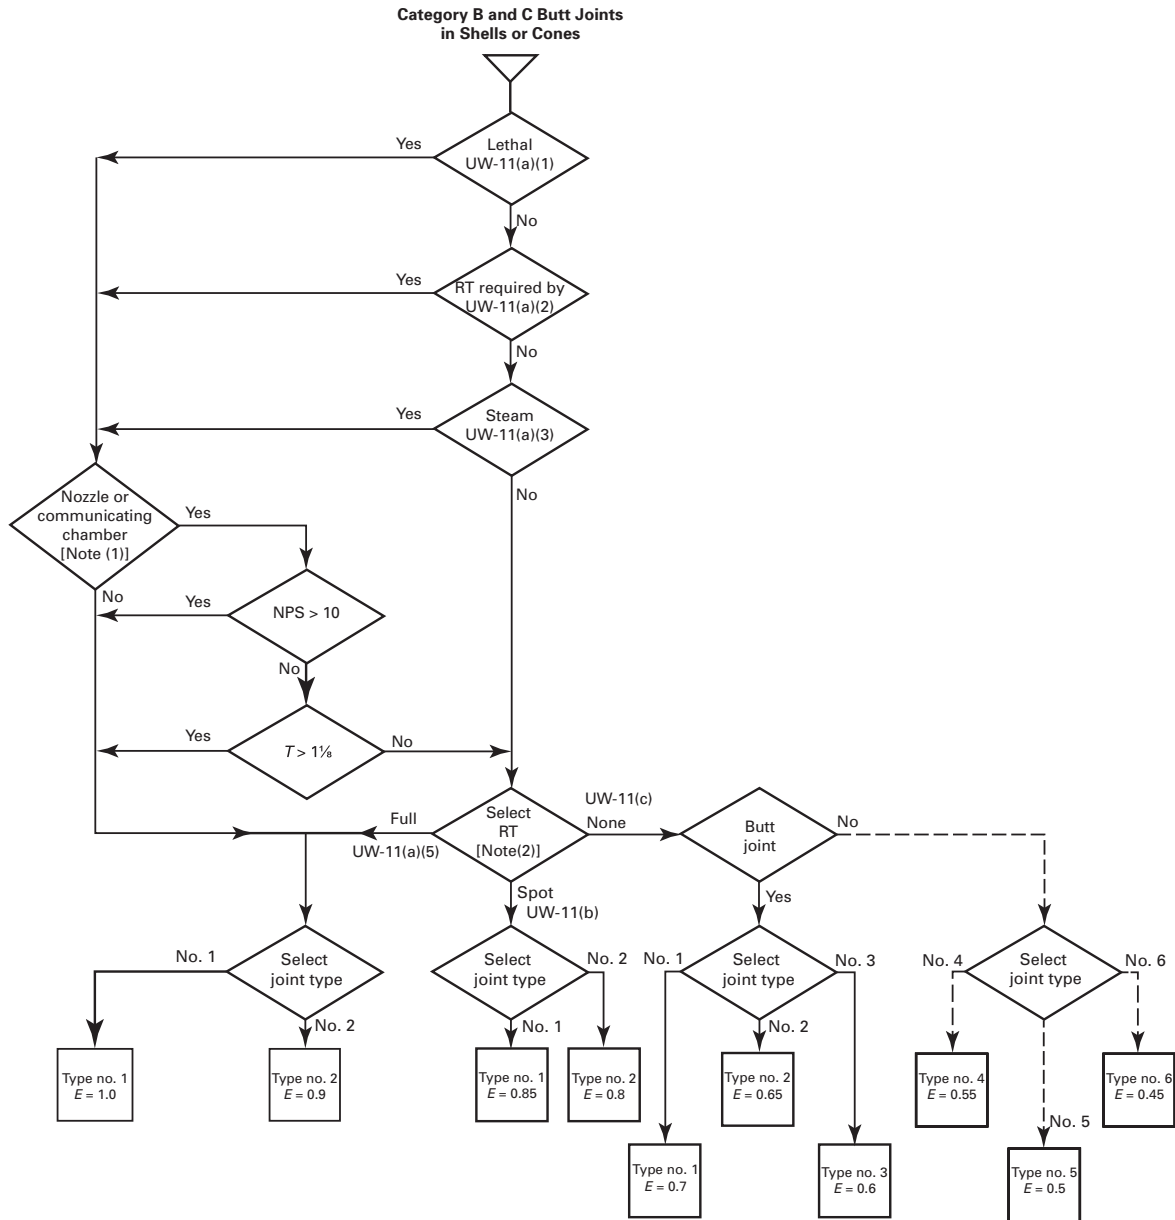 Category B and C Butt Joints
in Shells or Cones
Yes
Lethal
UW-11(a)(1)
No
Yes
RT required by
UW-11(a)(2)
No
Yes
Steam
UW-11(a)(3)
No
Nozzle or
communicating
chamber
[Note (1)]
Yes
No
Yes
NPS > 10
No
Yes
T > 1⅛
No
Full
UW-11(a)(5)
Select
RT
[Note(2)]
UW-11(c)
None
Butt
joint
No
Spot
UW-11(b)
Yes
No. 1
Select
joint type
No. 2
Select
joint type
No. 2
No. 1
No. 1
Select
joint type
No. 3
No. 2
No. 4
Select
joint type
No. 6
No. 5
Type no. 1
E = 1.0
Type no. 2
E = 0.9
Type no. 1
E = 0.85
Type no. 2
E = 0.8
Type no. 2
E = 0.65
Type no. 4
E = 0.55
Type no. 6
E = 0.45
Type no. 1
E = 0.7
Type no. 3
E = 0.6
Type no. 5
E = 0.5